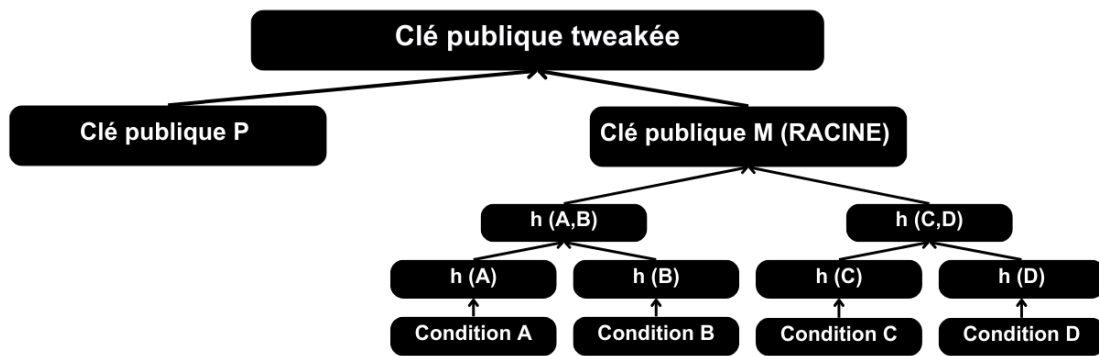 Clé publique tweakée
Clé publique P
Clé publique M (RACINE)
h (A,B)
h (C,D)
h (A)
h (B)
h (C)
h (D)
Condition A
Condition B
Condition C
Condition D